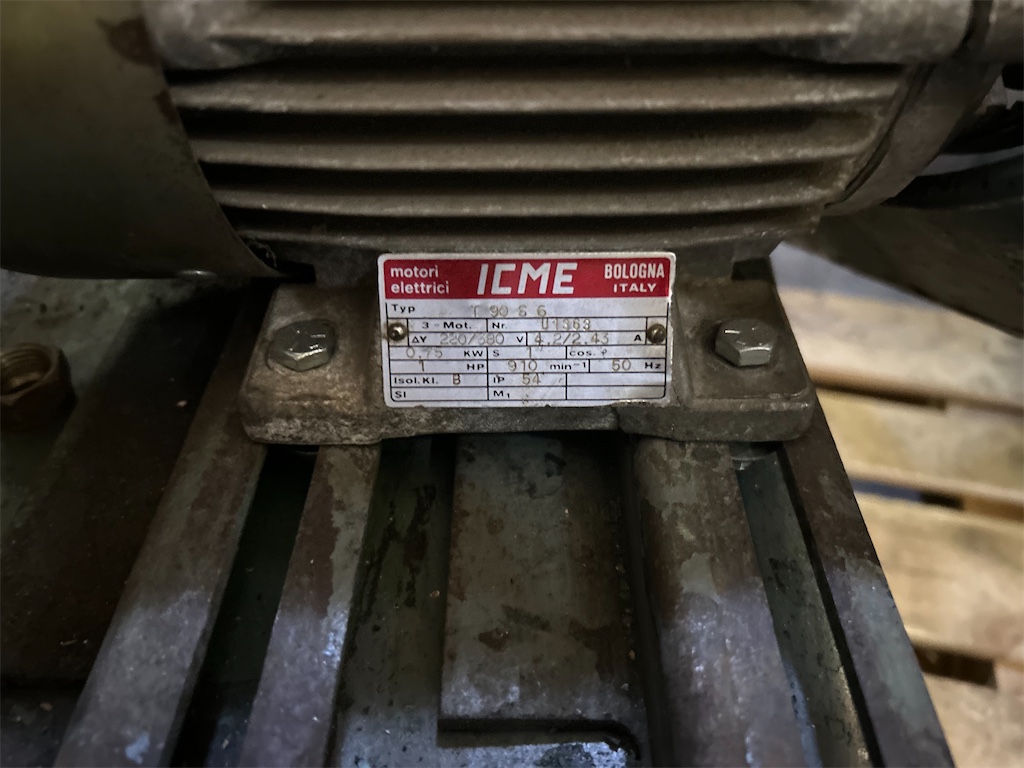 motori elettrici ICME BOLOGNA ITALY
Typ T 90 S 6
3 - Mot. Nr. 01363
ΔY 220/380 V 4,2/2,43 A
0,75 KW S 1 cos. φ
1 HP 910 min-1 50 Hz
Isol. Kl. B IP 54
SI M1